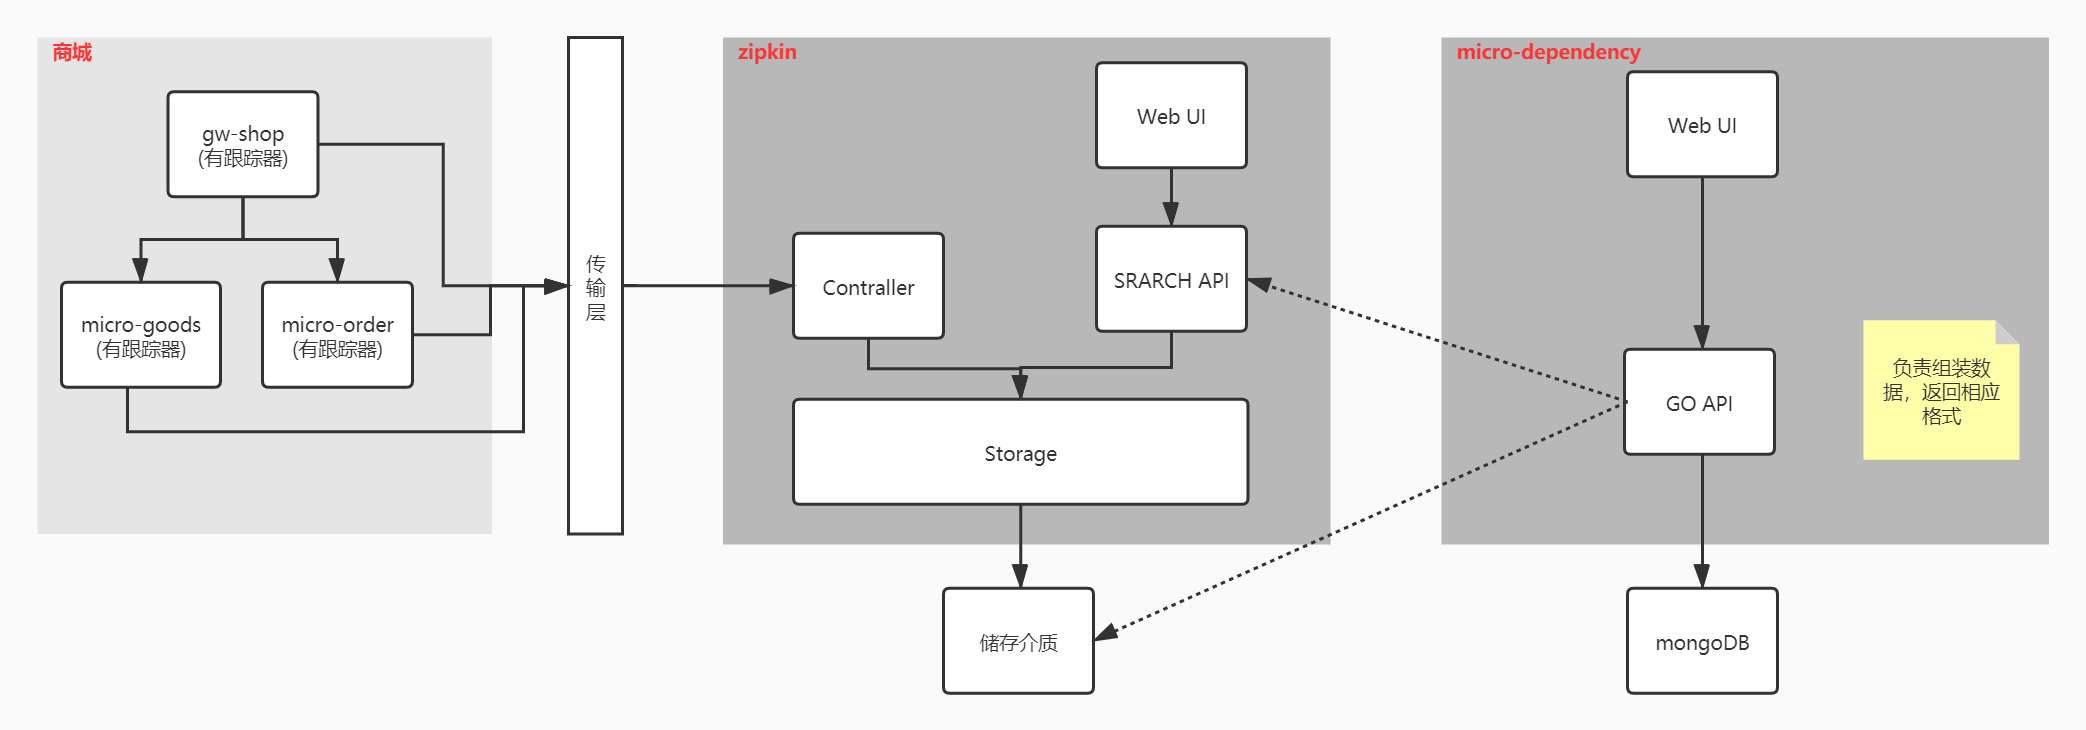 商城
gw-shop
(有跟踪器)
micro-goods
(有跟踪器)
micro-order
(有跟踪器)
传
输
层
zipkin
Web UI
Contraller
SRARCH API
Storage
储存介质
micro-dependency
Web UI
GO API
负责组装数
据，返回相应
格式
mongoDB